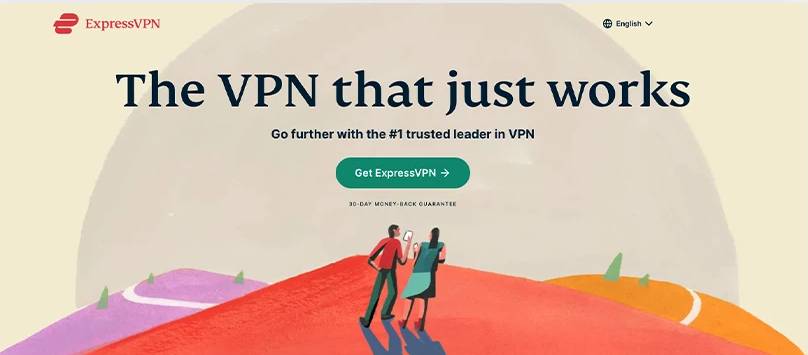 ExpressVPN
English
The VPN that just works
Go further with the #1 trusted leader in VPN
Get ExpressVPN →
30-DAY MONEY-BACK GUARANTEE